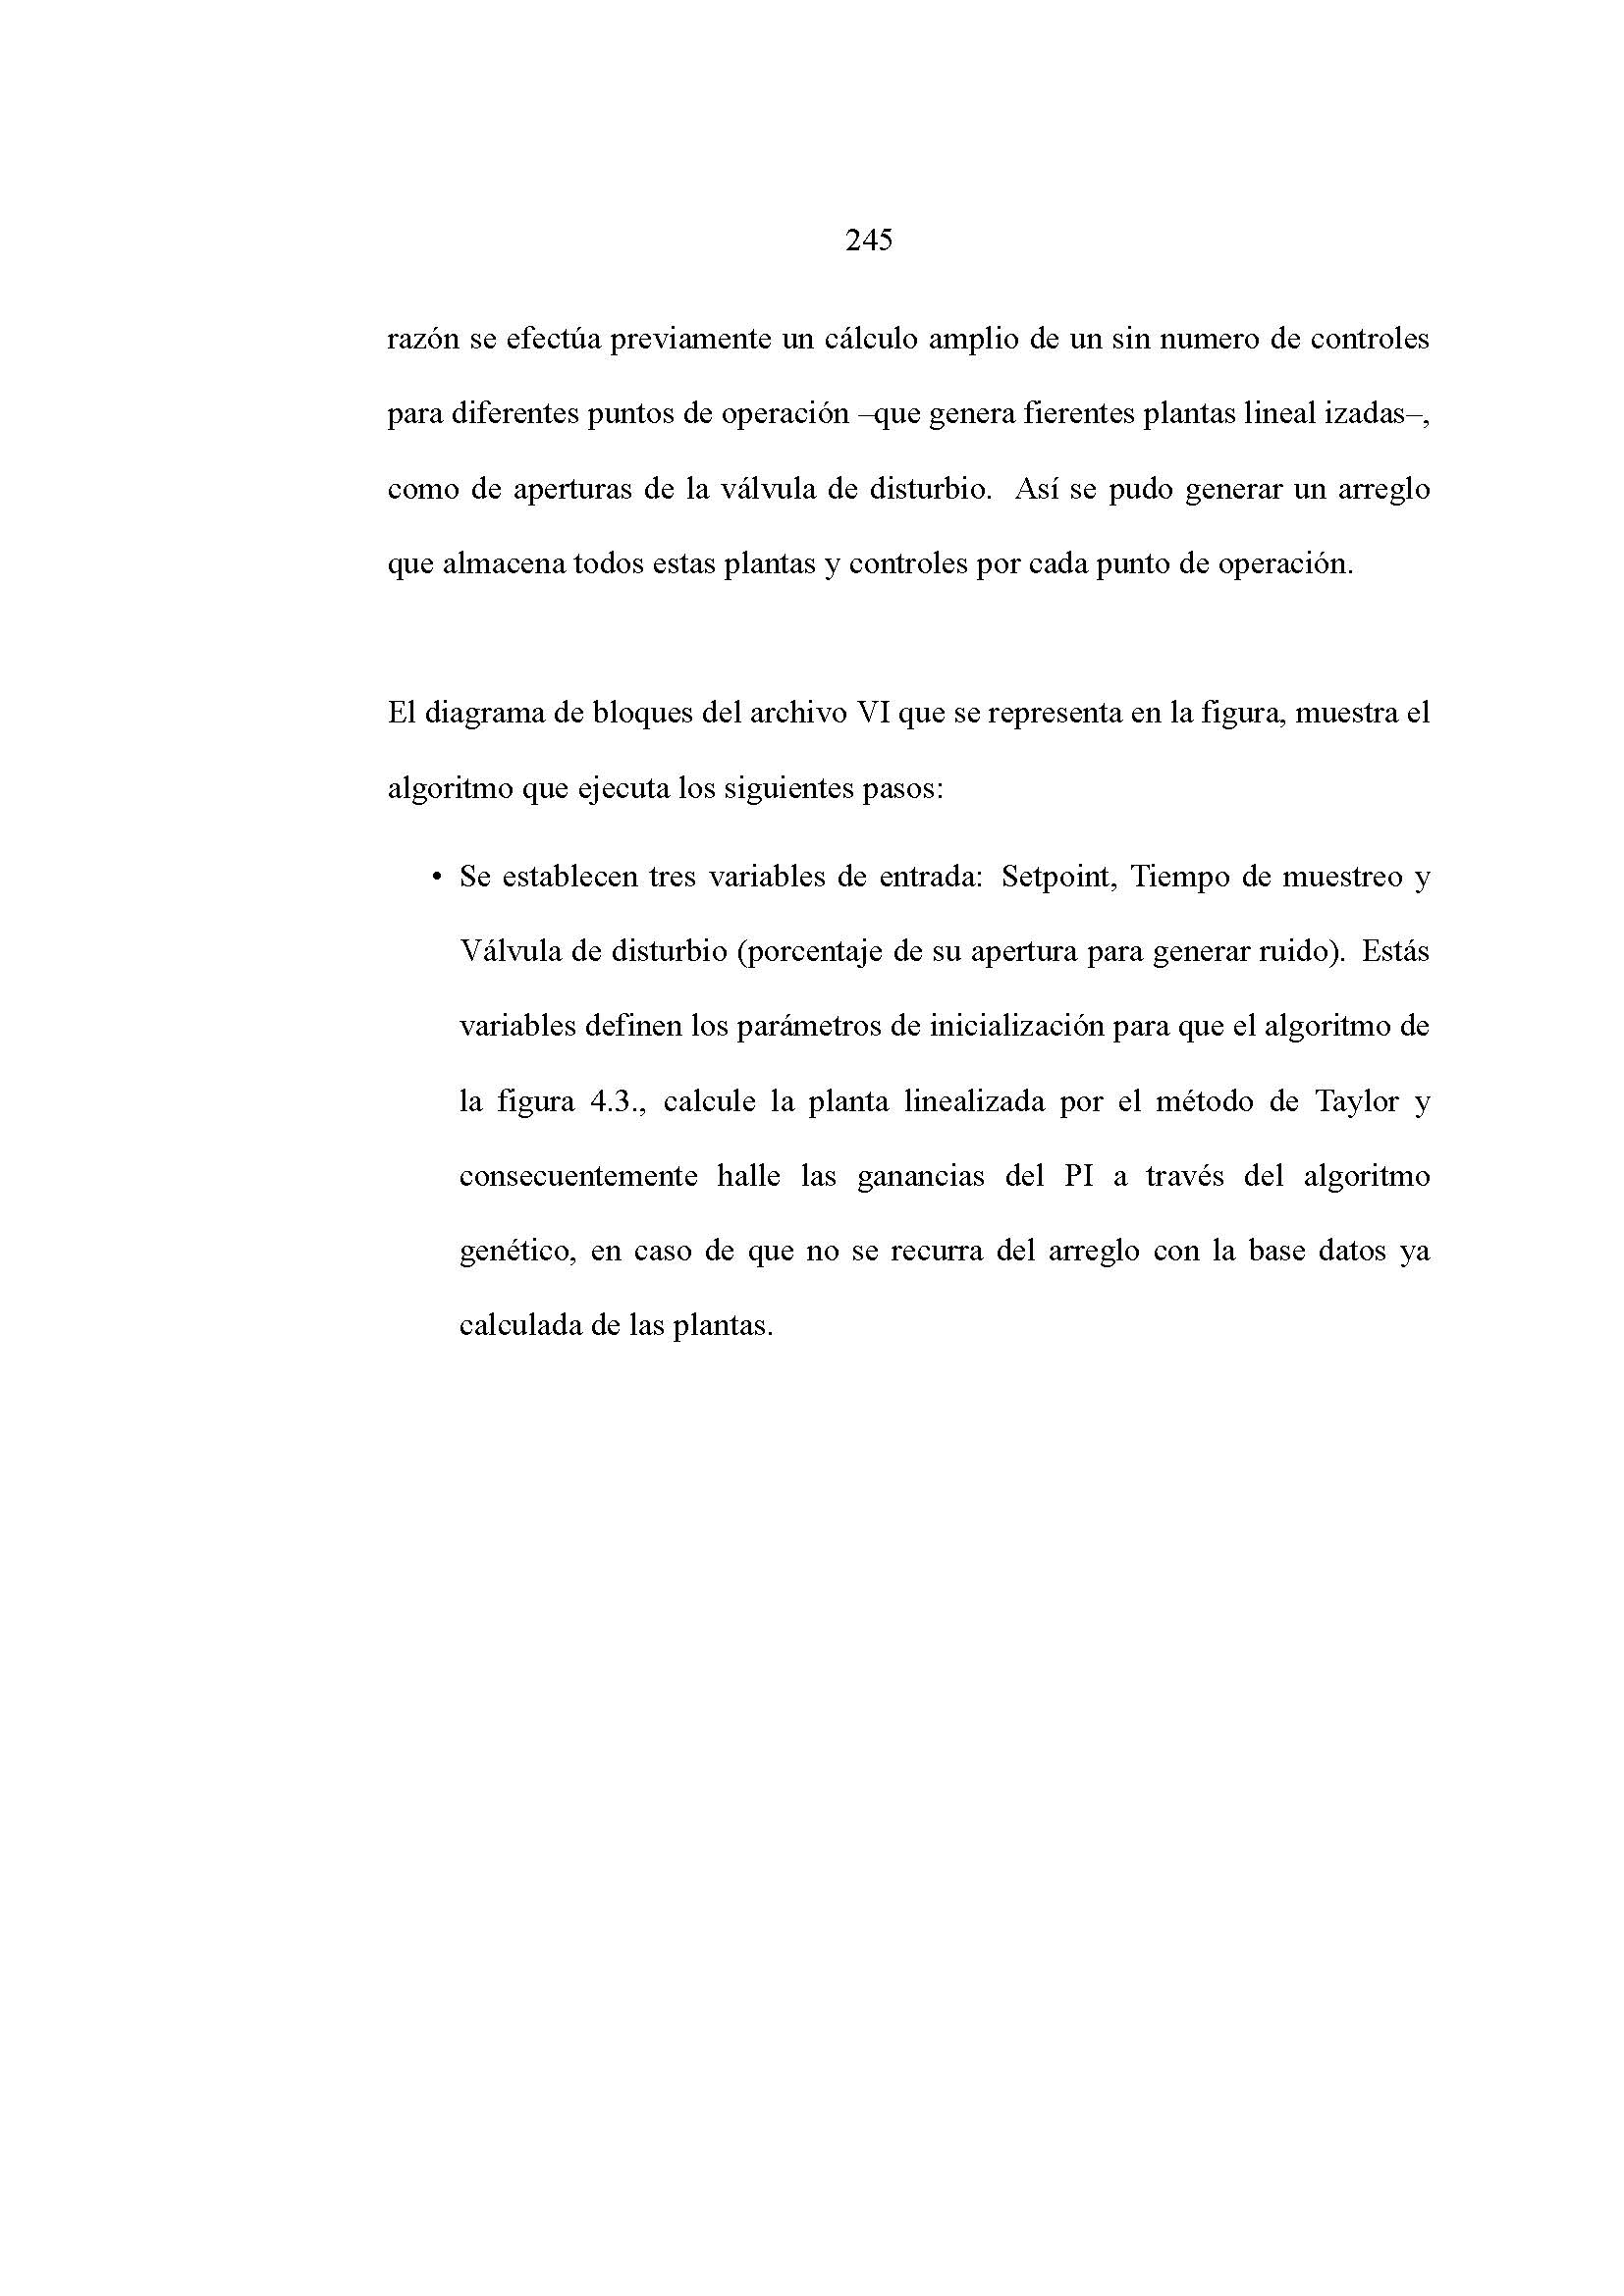 245
razón se efectúa previamente un cálculo amplio de un sin numero de controles
para diferentes puntos de operación –que genera fierentes plantas lineal izadas–,
como de aperturas de la válvula de disturbio. Así se pudo generar un arreglo
que almacena todos estas plantas y controles por cada punto de operación.
El diagrama de bloques del archivo VI que se representa en la figura, muestra el
algoritmo que ejecuta los siguientes pasos:
• Se establecen tres variables de entrada: Setpoint, Tiempo de muestreo y
Válvula de disturbio (porcentaje de su apertura para generar ruido). Estás
variables definen los parámetros de inicialización para que el algoritmo de
la figura 4.3., calcule la planta linealizada por el método de Taylor y
consecuentemente halle las ganancias del PI a través del algoritmo
genético, en caso de que no se recurra del arreglo con la base datos ya
calculada de las plantas.